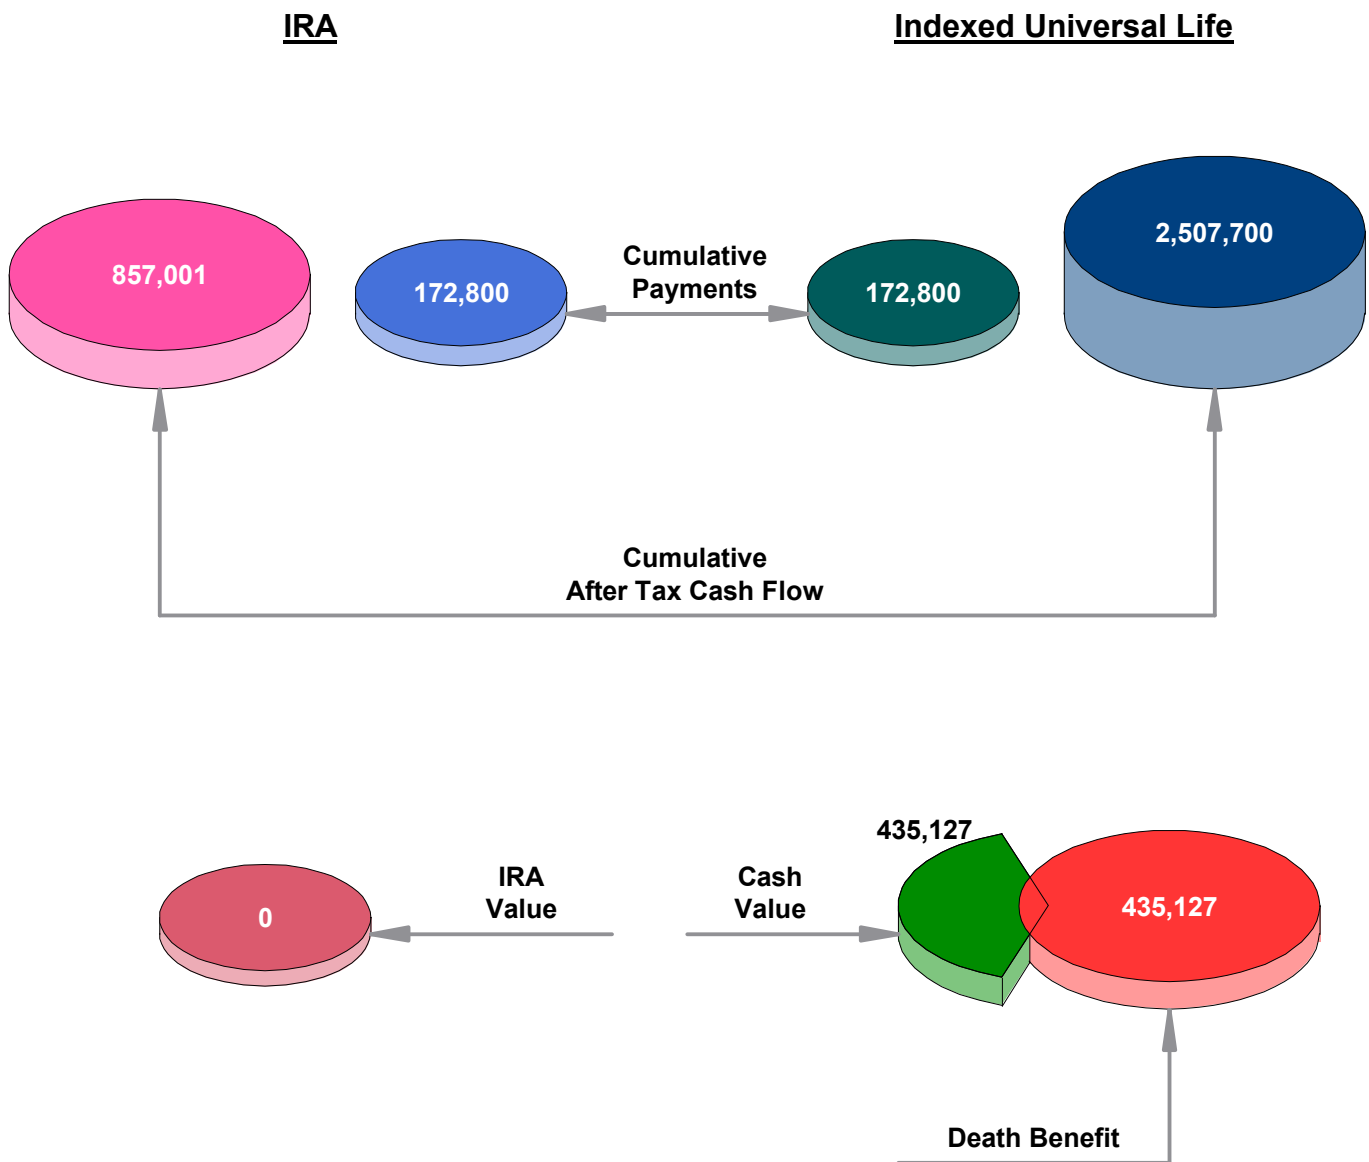 IRA
Indexed Universal Life
857,001
172,800
Cumulative
Payments
172,800
2,507,700
Cumulative
After Tax Cash Flow
0
IRA
Value
Cash
Value
435,127
435,127
Death Benefit